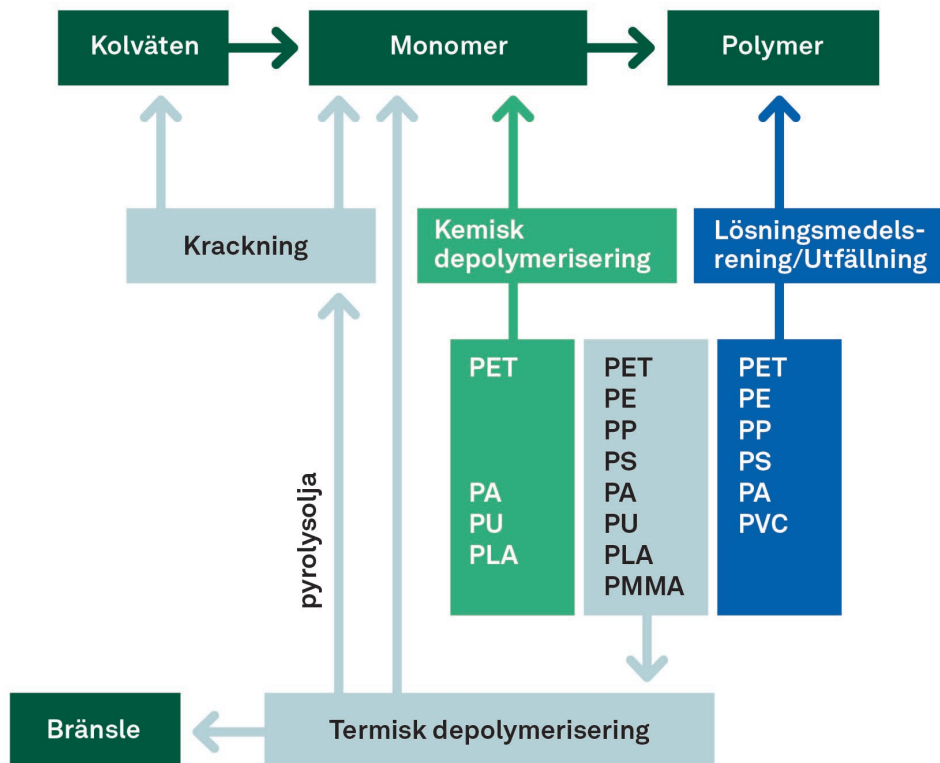 Kolväten
Monomer
Polymer
Krackning
Kemisk
depolymerisering
Lösningsmedels-
rening/Utfällning
pyrolysolja
PET
PA
PU
PLA
PET
PE
PP
PS
PA
PU
PLA
PMMA
PET
PE
PP
PS
PA
PVC
Bränsle
Termisk depolymerisering